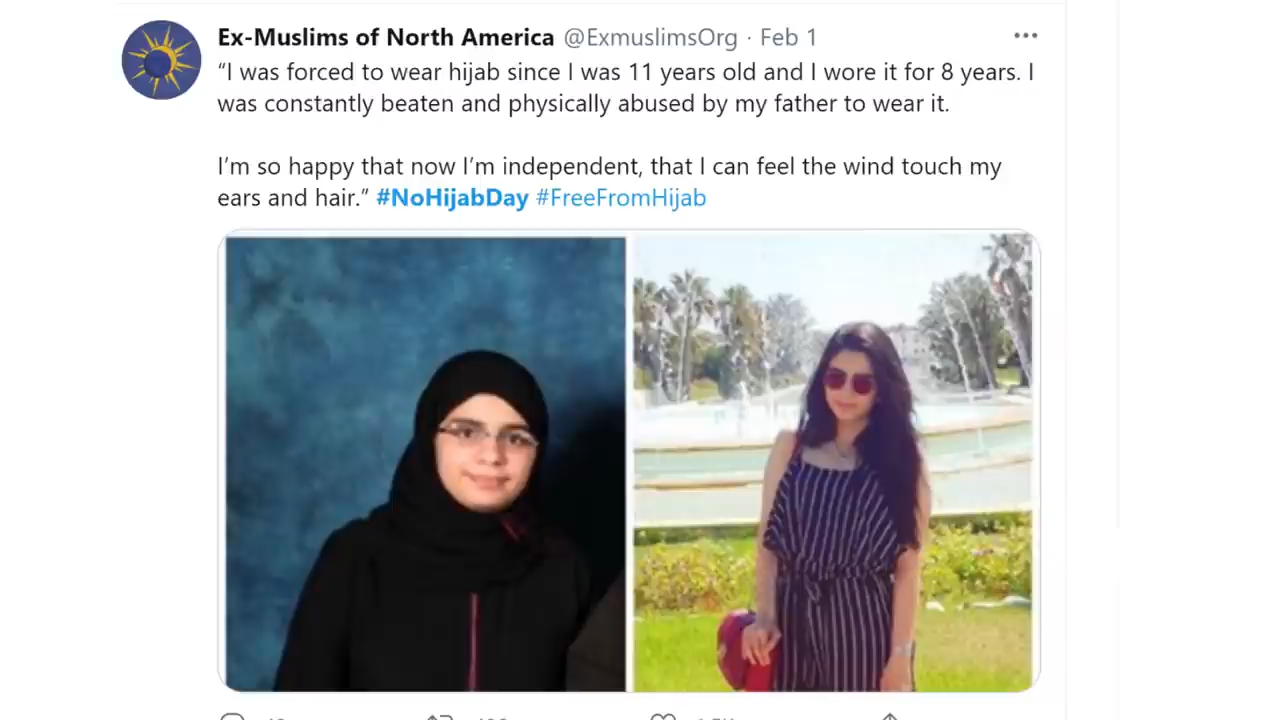 Ex-Muslims of North America @ExmuslimsOrg · Feb 1
“I was forced to wear hijab since I was 11 years old and I wore it for 8 years. I
was constantly beaten and physically abused by my father to wear it.
I’m so happy that now I’m independent, that I can feel the wind touch my
ears and hair.” #NoHijabDay #FreeFromHijab